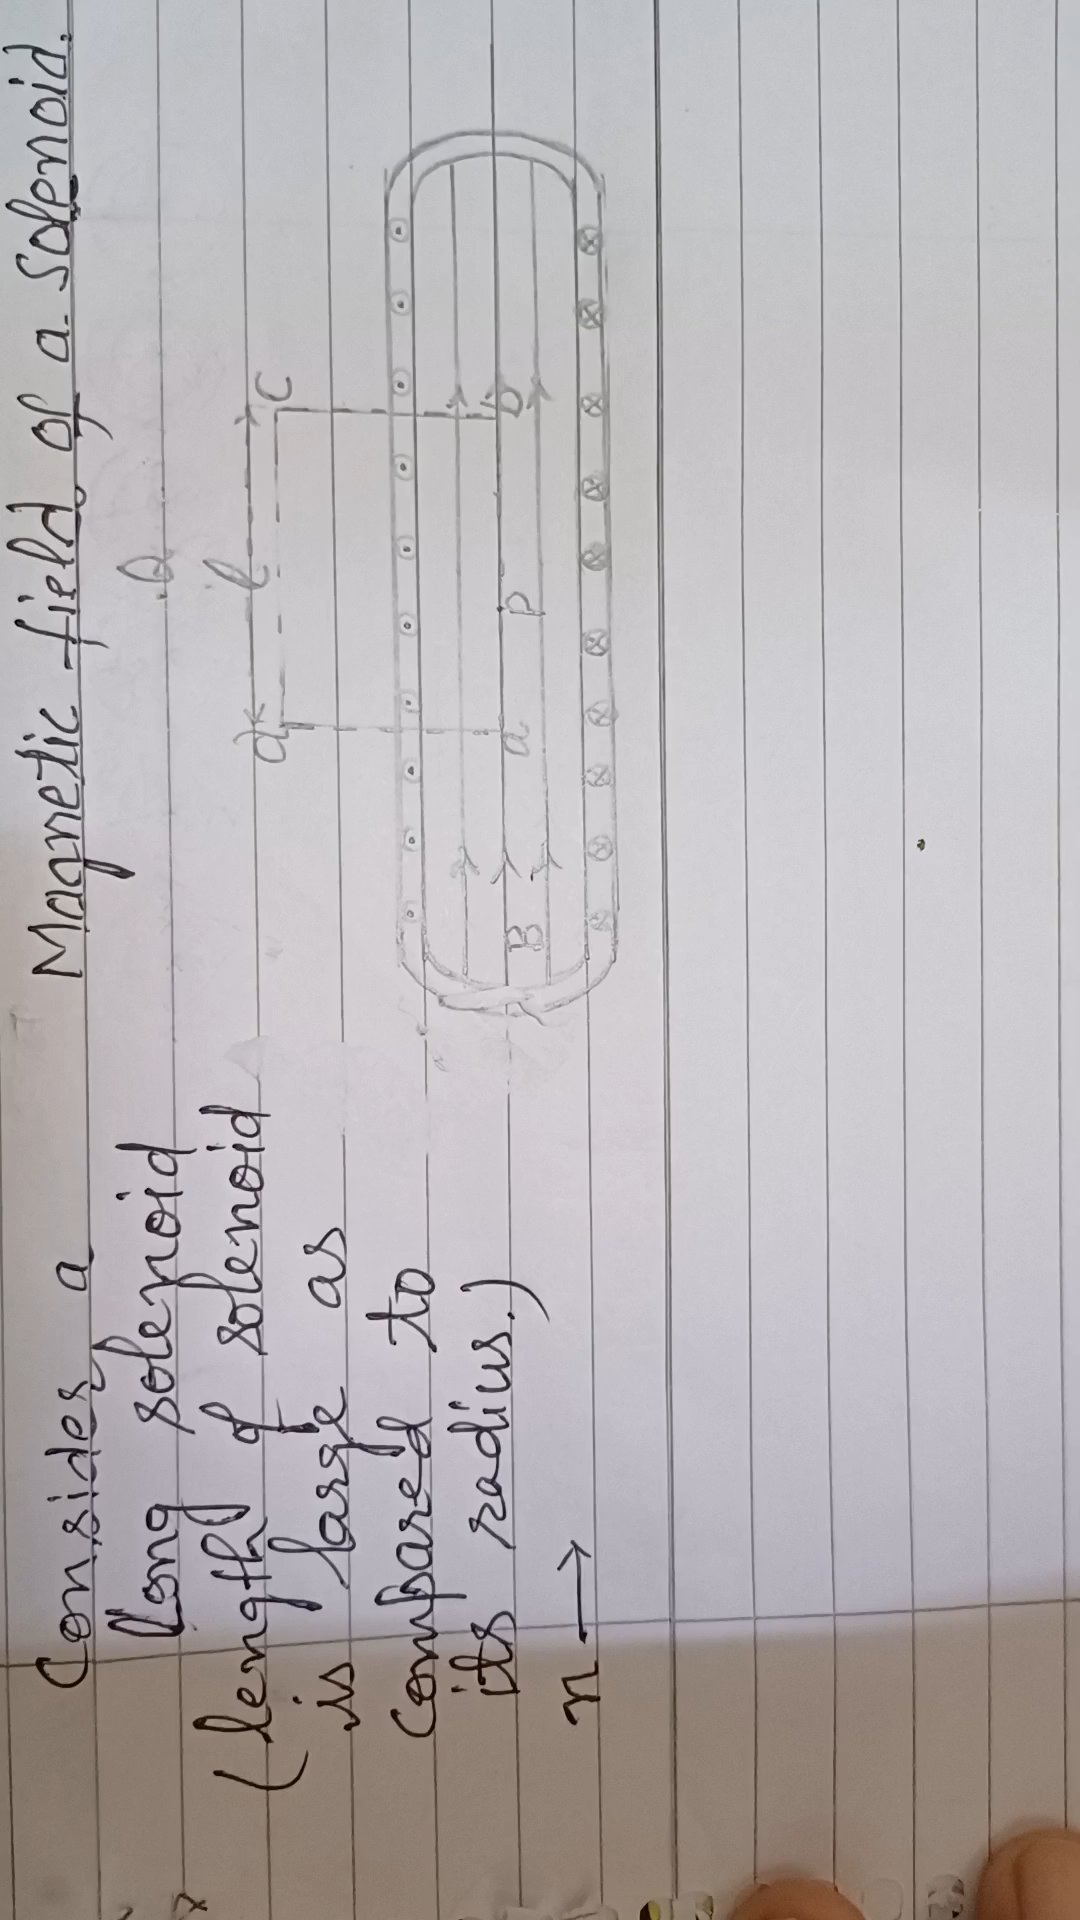 Magnetic field of a solenoid.
Consider a
long solenoid
(length of solenoid
is large as
compared to
its radius.)
n →
Q
l
d
c
a
P
b
B